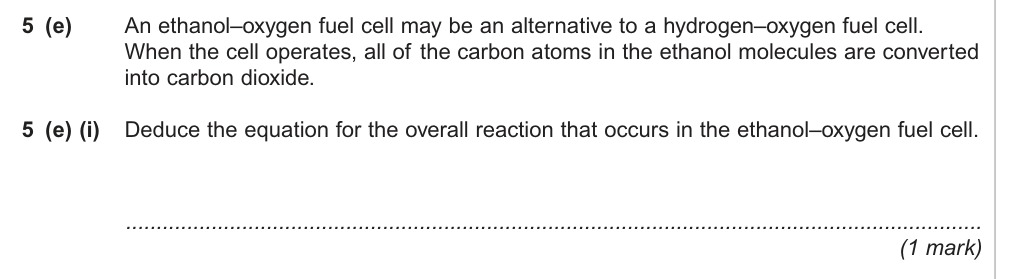 5 (e) An ethanol–oxygen fuel cell may be an alternative to a hydrogen–oxygen fuel cell.
When the cell operates, all of the carbon atoms in the ethanol molecules are converted
into carbon dioxide.
5 (e) (i) Deduce the equation for the overall reaction that occurs in the ethanol–oxygen fuel cell.
(1 mark)